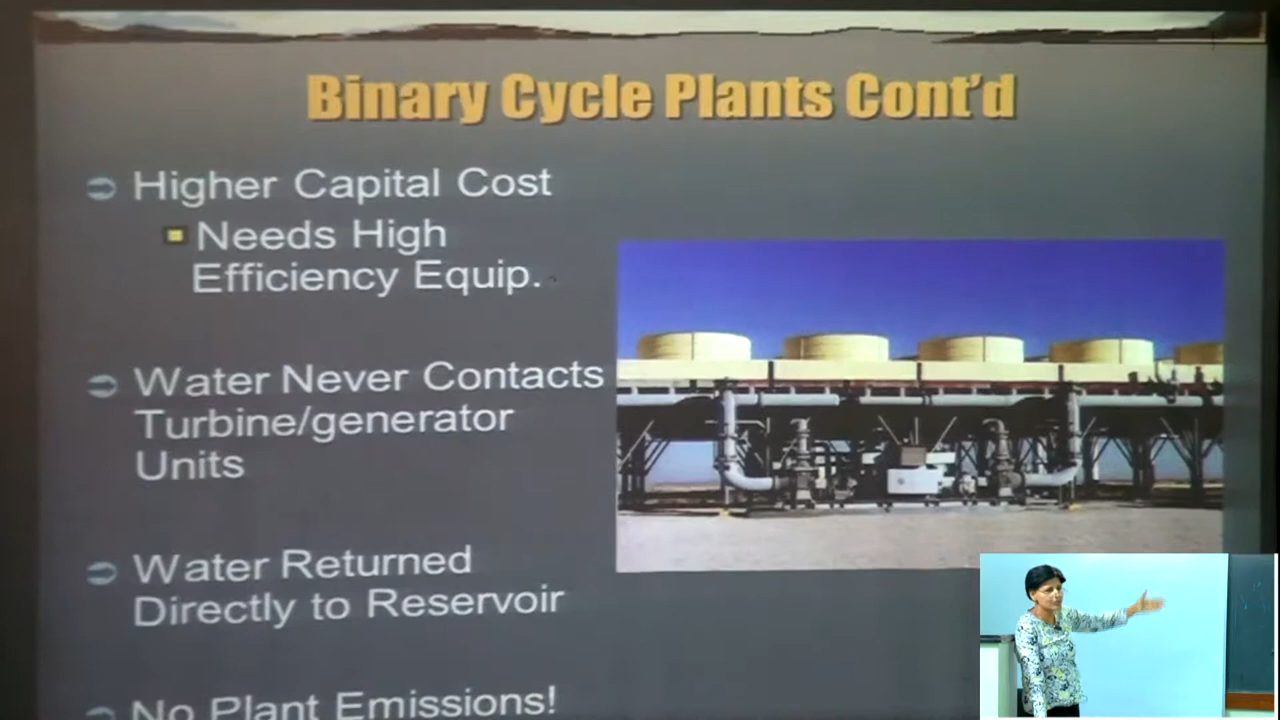 Binary Cycle Plants Cont'd
Higher Capital Cost
Needs High
Efficiency Equip.
Water Never Contacts
Turbine/generator
Units
Water Returned
Directly to Reservoir
No Plant Emissions!